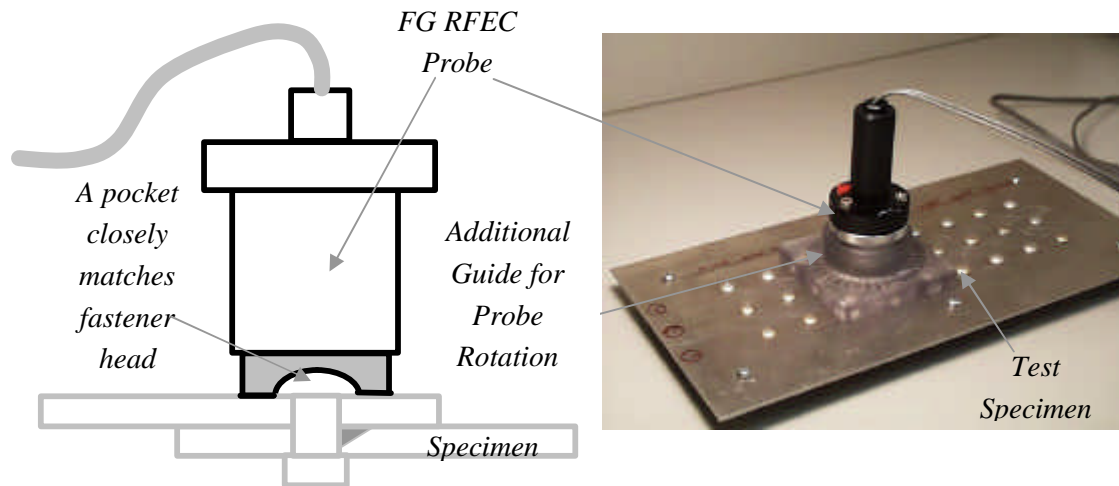 FG RFEC
Probe
A pocket
closely
matches
fastener
head
Additional
Guide for
Probe
Rotation
Specimen
Test
Specimen